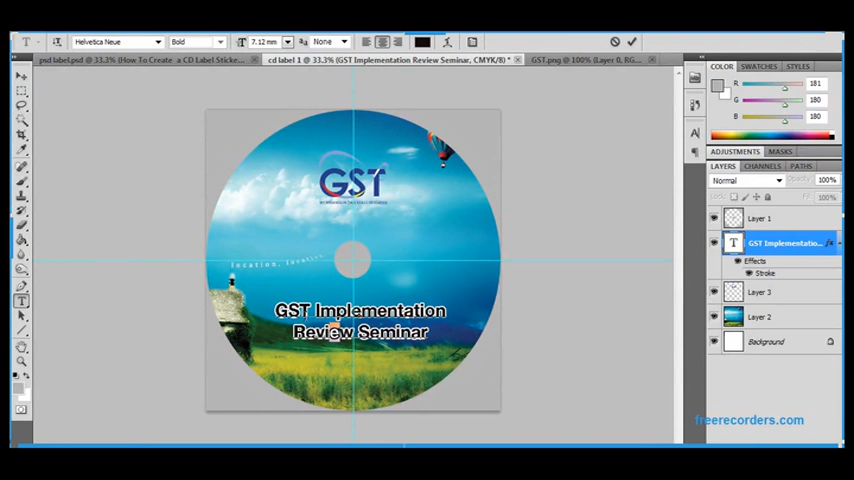 Helvetica Neue Bold 7.12 mm None
psd label.psd @ 33.3% (How To Create a CD Label Sticke...
cd label 1 @ 33.3% (GST Implementation Review Seminar, CMYK/8) *
GST.png @ 100% (Layer 0, RG...
COLOR SWATCHES STYLES
R 181
G 180
B 180
ADJUSTMENTS MASKS
LAYERS CHANNELS PATHS
Normal Opacity: 100%
Lock: Fill: 100%
Layer 1
GST Implementatio...
Effects
Stroke
Layer 3
Layer 2
Background
GST
location, location
GST Implementation
Review Seminar
freerecorders.com